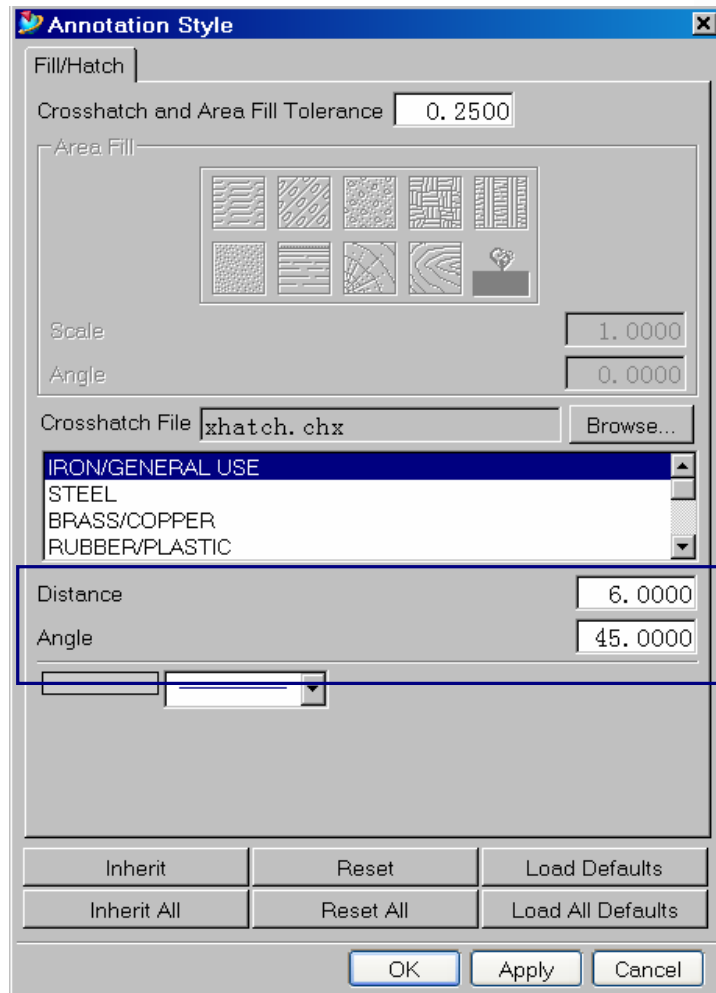 Annotation Style
Fill/Hatch
Crosshatch and Area Fill Tolerance 0.2500
Area Fill
Scale 1.0000
Angle 0.0000
Crosshatch File xhatch.chx Browse...
IRON/GENERAL USE
STEEL
BRASS/COPPER
RUBBER/PLASTIC
Distance 6.0000
Angle 45.0000
Inherit Reset Load Defaults
Inherit All Reset All Load All Defaults
OK Apply Cancel